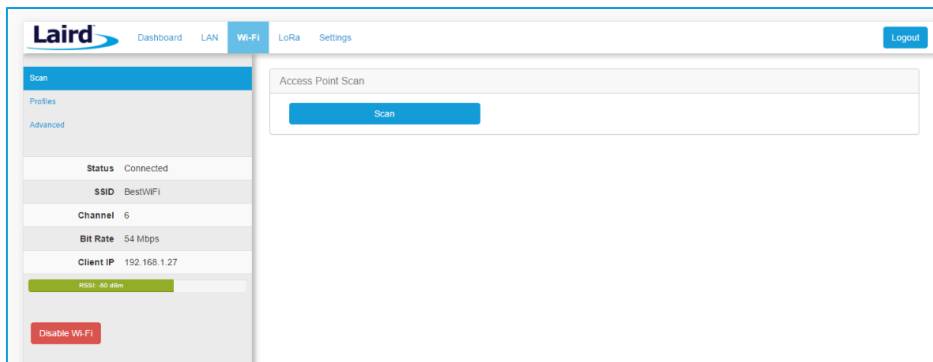 Laird
Dashboard LAN Wi-Fi LoRa Settings Logout
Scan
Profiles
Advanced
Access Point Scan
Scan
Status Connected
SSID BestWiFi
Channel 6
Bit Rate 54 Mbps
Client IP 192.168.1.27
RSSI: -60 dBm
Disable Wi-Fi